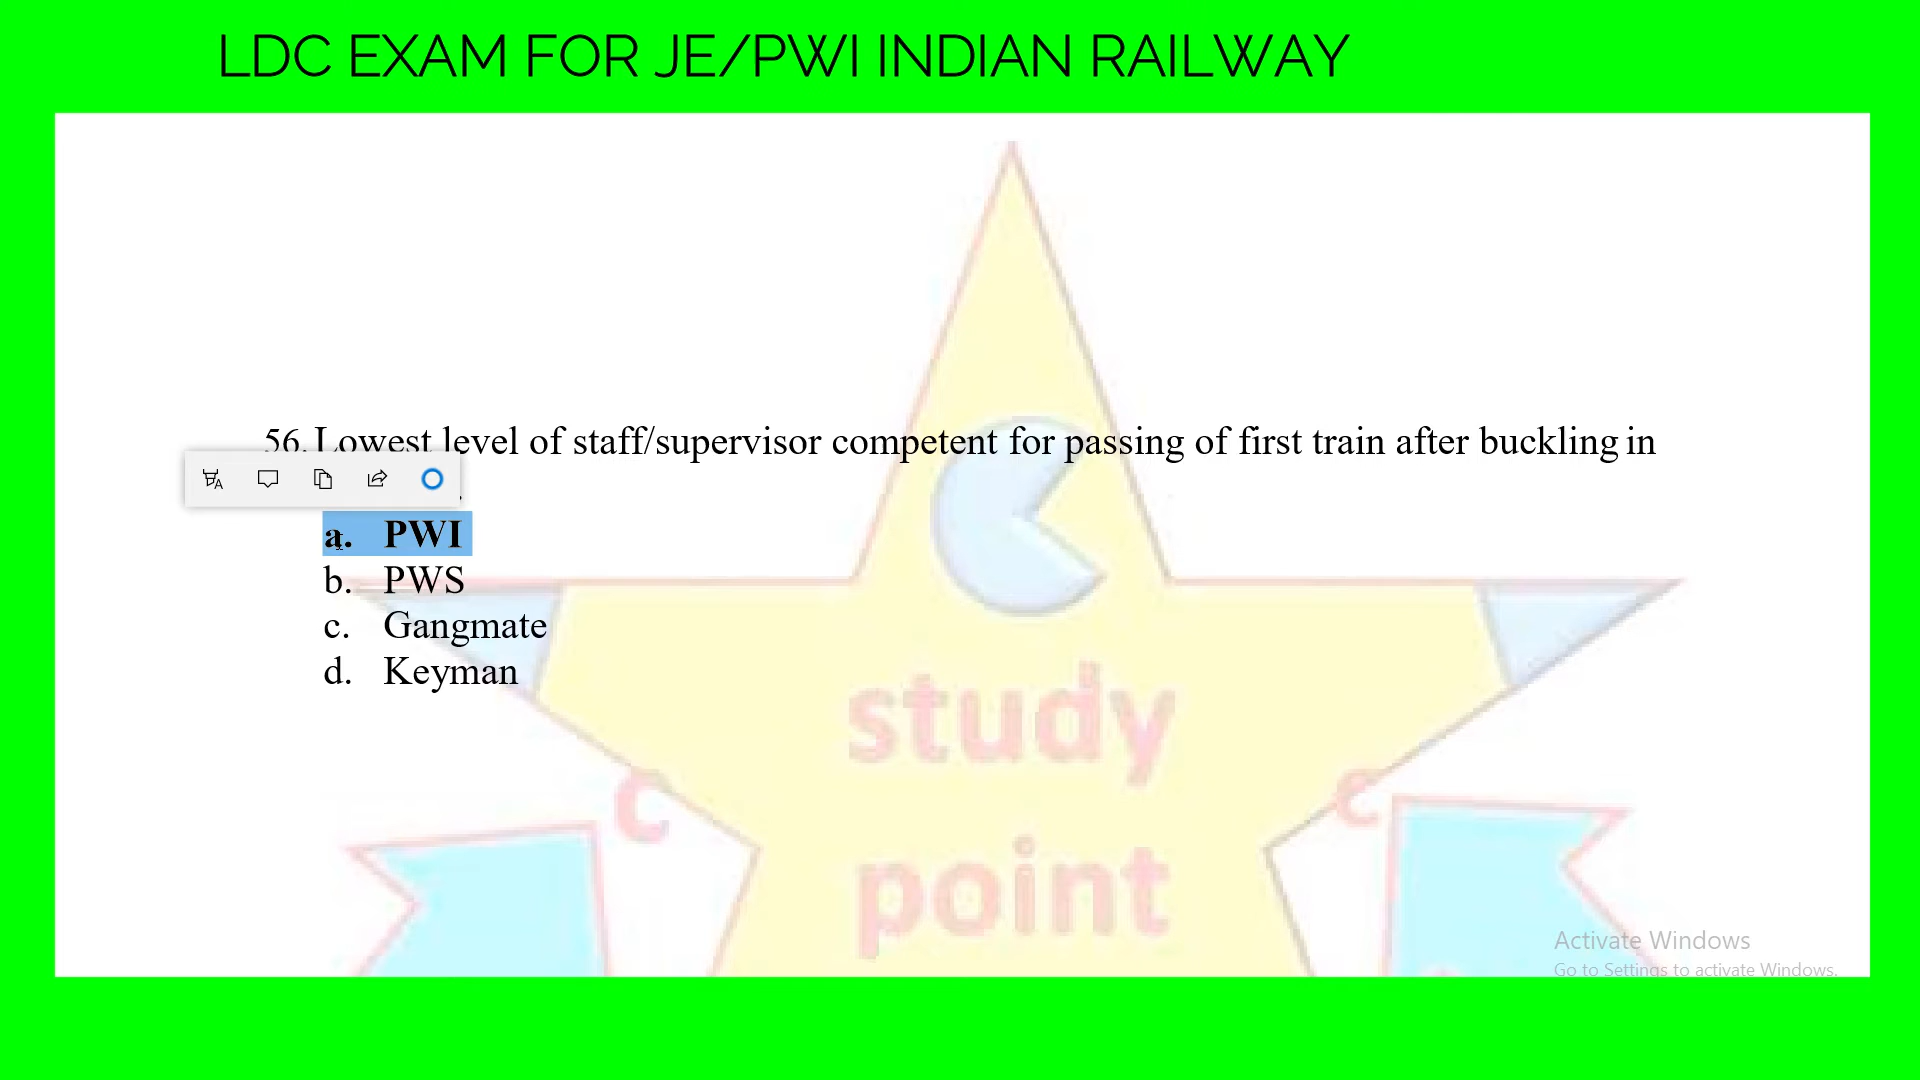 LDC EXAM FOR JE/PWI INDIAN RAILWAY
56. Lowest level of staff/supervisor competent for passing of first train after buckling in
a. PWI
b. PWS
c. Gangmate
d. Keyman
study
c c
point
Activate Windows
Go to Settings to activate Windows.